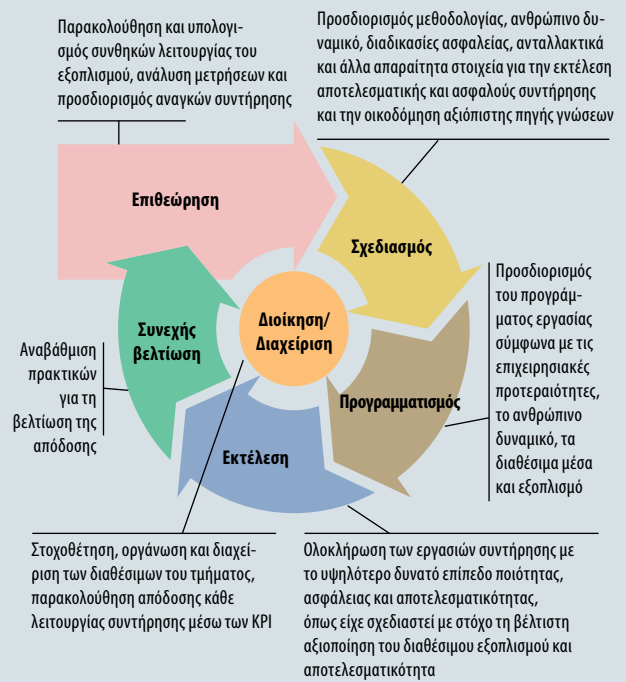 Παρακολούθηση και υπολογι-
σμός συνθηκών λειτουργίας του
εξοπλισμού, ανάλυση μετρήσεων και
προσδιορισμός αναγκών συντήρησης
Προσδιορισμός μεθοδολογίας, ανθρώπινο δυ-
ναμικό, διαδικασίες ασφαλείας, ανταλλακτικά
και άλλα απαραίτητα στοιχεία για την εκτέλεση
αποτελεσματικής και ασφαλούς συντήρησης
και την οικοδόμηση αξιόπιστης πηγής γνώσεων
Επιθεώρηση
Σχεδιασμός
Προσδιορισμός
του προγράμ-
ματος εργασίας
σύμφωνα με τις
επιχειρησιακές
προτεραιότητες,
το ανθρώπινο
δυναμικό, τα
διαθέσιμα μέσα
και εξοπλισμό
Διοίκηση/
Διαχείριση
Συνεχής
βελτίωση
Αναβάθμιση
πρακτικών
για τη
βελτίωση της
απόδοσης
Προγραμματισμός
Εκτέλεση
Στοχοθέτηση, οργάνωση και διαχεί-
ριση των διαθέσιμων του τμήματος,
παρακολούθηση απόδοσης κάθε
λειτουργίας συντήρησης μέσω των KPI
Ολοκλήρωση των εργασιών συντήρησης με
το υψηλότερο δυνατό επίπεδο ποιότητας,
ασφάλειας και αποτελεσματικότητας,
όπως είχε σχεδιαστεί με στόχο τη βέλτιστη
αξιοποίηση του διαθέσιμου εξοπλισμού και
αποτελεσματικότητα